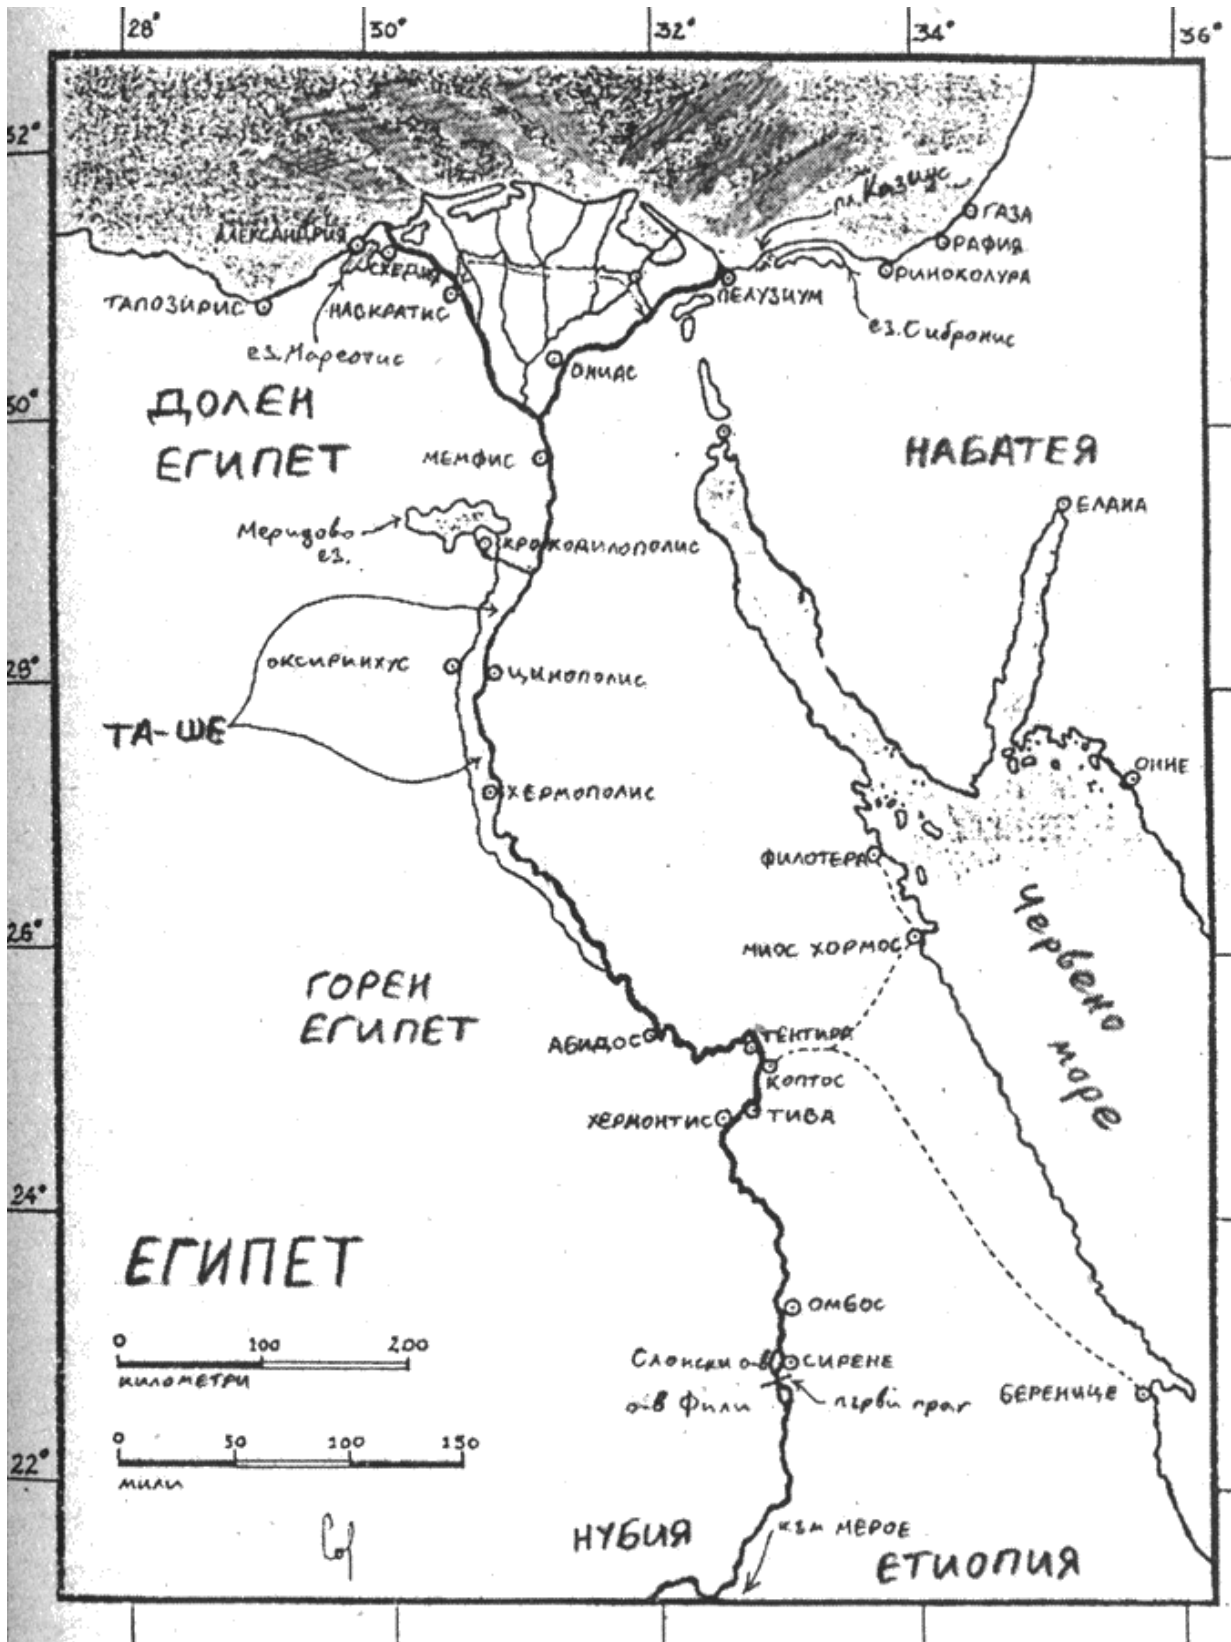 28° 30° 32° 34° 36°
32°
пл. Казиус
ГАЗА
АЛЕКСАНДРИЯ
РАФИЯ
СХЕДИЯ
РИНОКОЛУРА
ТАПОЗИРИС
НАВКРАТИС
ПЕЛУЗИУМ
ез. Мареотис
ез. Сибронис
ОНИАС
30°
ДОЛЕН
ЕГИПЕТ
НАБАТЕЯ
МЕМФИС
ЕЛАНА
Меридово
ез.
КРОКОДИЛОПОЛИС
28°
ОКСИРИНХУС
ЦИНОПОЛИС
ТА-ШЕ
ХЕРМОПОЛИС
ОННЕ
ФИЛОТЕРА
26°
МИОС ХОРМОС
Червено
море
ГОРЕН
ЕГИПЕТ
АБИДОС
ТЕНТИРА
КОПТОС
ХЕРМОНТИС
ТИВА
24°
ЕГИПЕТ
ОМБОС
0 100 200
КИЛОМЕТРИ
Слонски о-в
СИРЕНЕ
о-в Фили
първи праг
БЕРЕНИЦЕ
0 50 100 150
МИЛИ
22°
НУБИЯ
към МЕРОЕ
ЕТИОПИЯ